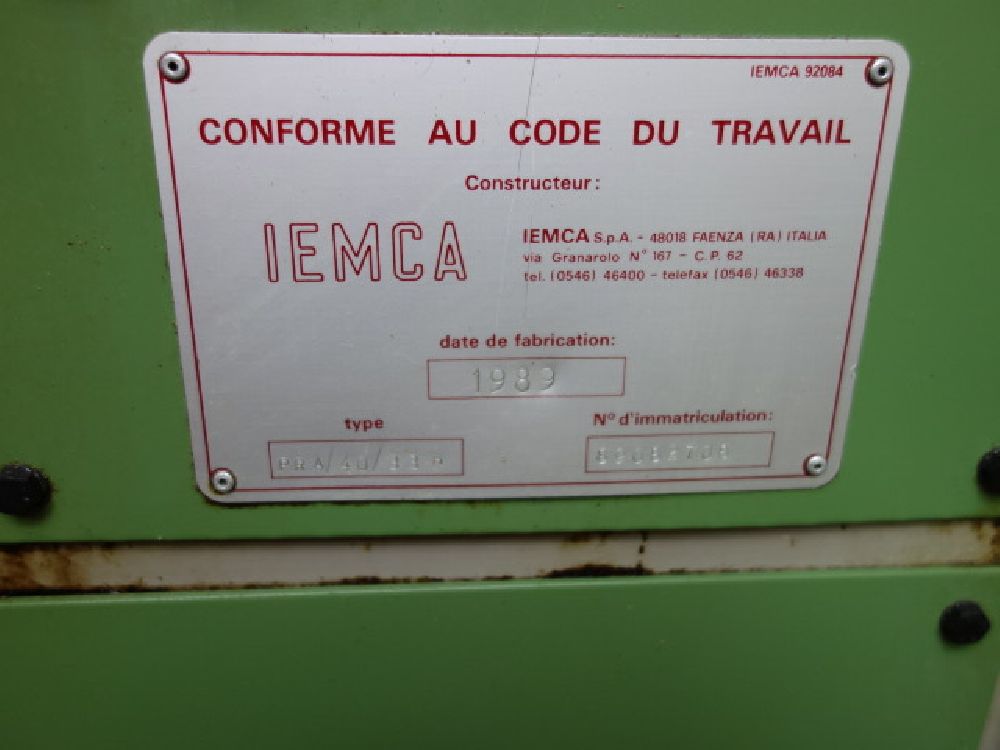 IEMCA 92084
CONFORME AU CODE DU TRAVAIL
Constructeur:
IEMCA
IEMCA S.p.A. - 48018 FAENZA (RA) ITALIA
via Granarolo N° 167 - C.P. 62
tel. (0546) 46400 - telefax (0546) 46338
date de fabrication:
1989
type
N° d'immatriculation: